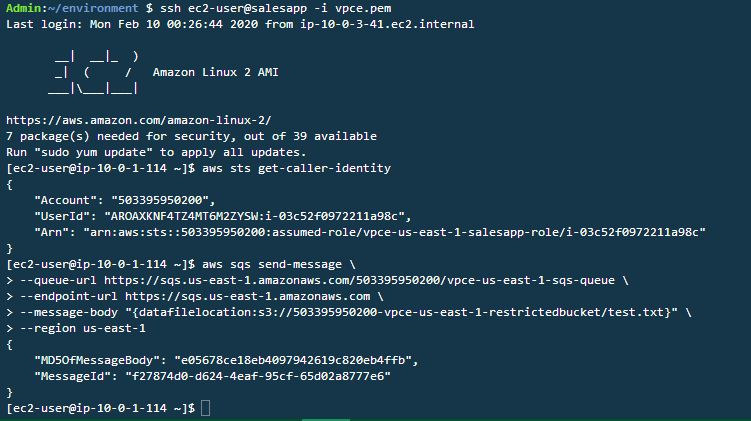 Admin:~/environment $ ssh ec2-user@salesapp -i vpce.pem
Last login: Mon Feb 10 00:26:44 2020 from ip-10-0-3-41.ec2.internal
__|  __|_  )
_|  (     /   Amazon Linux 2 AMI
___|\___|___|
https://aws.amazon.com/amazon-linux-2/
7 package(s) needed for security, out of 39 available
Run "sudo yum update" to apply all updates.
[ec2-user@ip-10-0-1-114 ~]$ aws sts get-caller-identity
{
    "Account": "503395950200",
    "UserId": "AROAXKNF4TZ4MT6M2ZYSW:i-03c52f0972211a98c",
    "Arn": "arn:aws:sts::503395950200:assumed-role/vpce-us-east-1-salesapp-role/i-03c52f0972211a98c"
}
[ec2-user@ip-10-0-1-114 ~]$ aws sqs send-message \
> --queue-url https://sqs.us-east-1.amazonaws.com/503395950200/vpce-us-east-1-sqs-queue \
> --endpoint-url https://sqs.us-east-1.amazonaws.com \
> --message-body "{datafilelocation:s3://503395950200-vpce-us-east-1-restrictedbucket/test.txt}" \
> --region us-east-1
{
    "MD5OfMessageBody": "e05678ce18eb4097942619c820eb4ffb",
    "MessageId": "f27874d0-d624-4eaf-95cf-65d02a8777e6"
}
[ec2-user@ip-10-0-1-114 ~]$